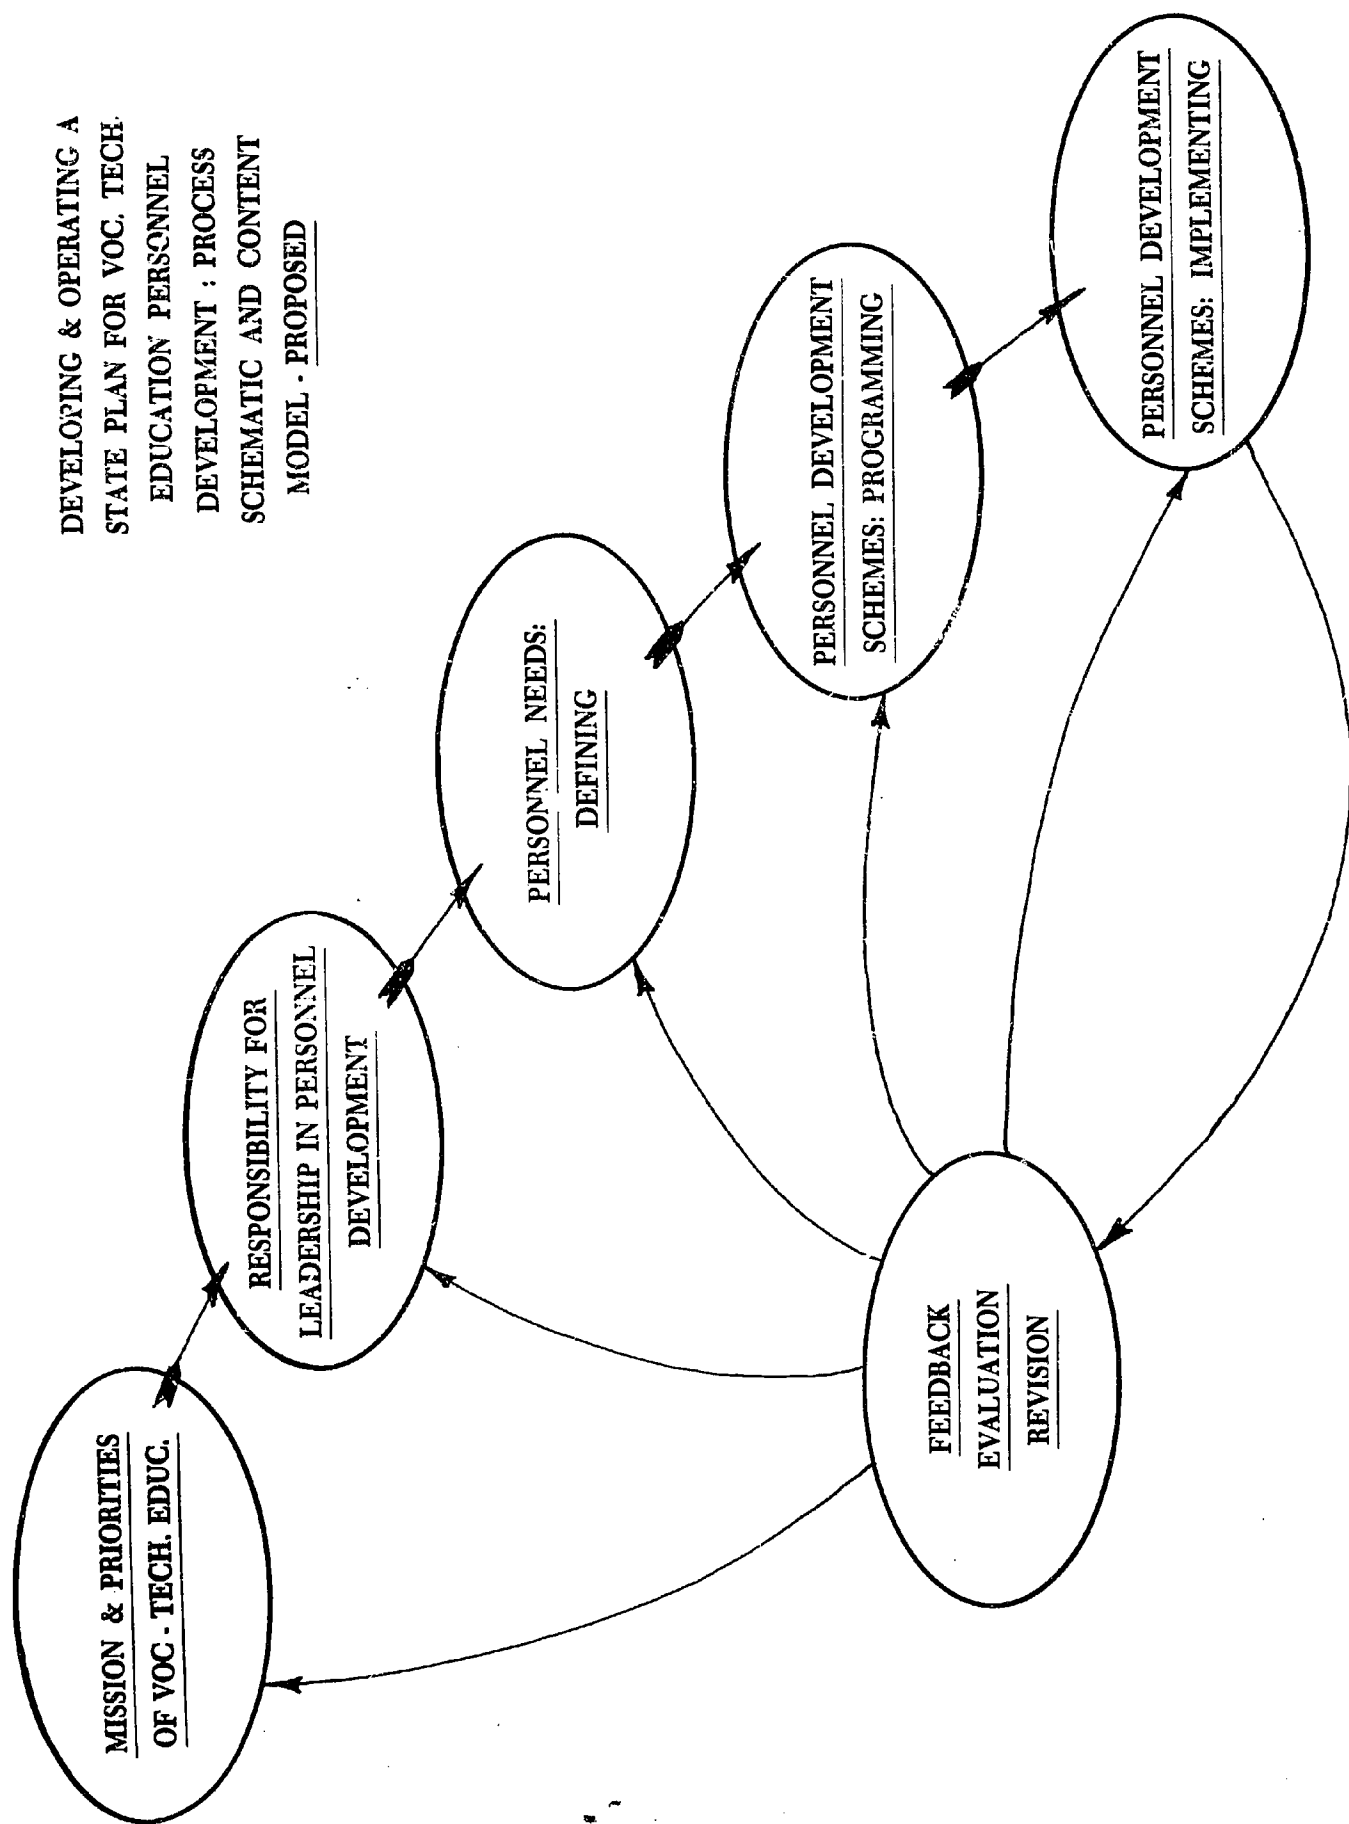 DEVELOPING & OPERATING A
STATE PLAN FOR VOC. TECH.
EDUCATION PERSONNEL
DEVELOPMENT : PROCESS
SCHEMATIC AND CONTENT
MODEL - PROPOSED
MISSION & PRIORITIES
OF VOC - TECH. EDUC.
RESPONSIBILITY FOR
LEADERSHIP IN PERSONNEL
DEVELOPMENT
PERSONNEL NEEDS:
DEFINING
PERSONNEL DEVELOPMENT
SCHEMES: PROGRAMMING
PERSONNEL DEVELOPMENT
SCHEMES: IMPLEMENTING
FEEDBACK
EVALUATION
REVISION